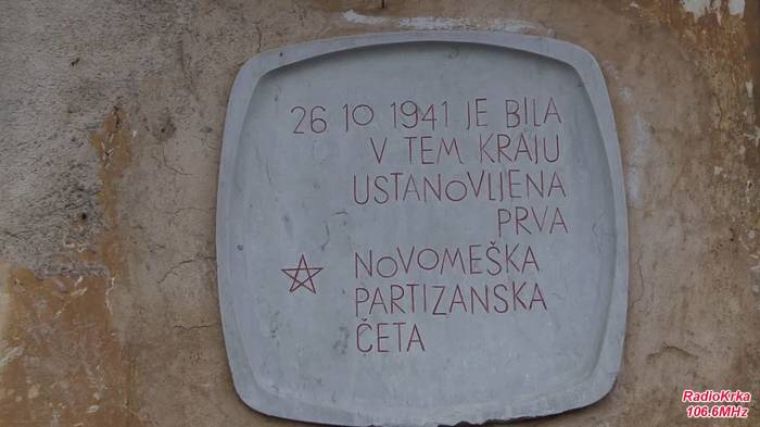 26 10 1941 JE BILA
V TEM KRAJU
USTANOVLJENA
PRVA
NOVOMEŠKA
PARTIZANSKA
ČETA
RadioKrka
106.6MHz